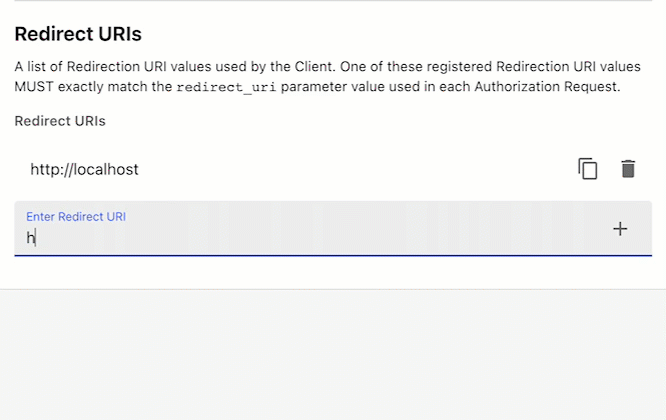 Redirect URIs
A list of Redirection URI values used by the Client. One of these registered Redirection URI values
MUST exactly match the redirect_uri parameter value used in each Authorization Request.
Redirect URIs
http://localhost
Enter Redirect URI
h